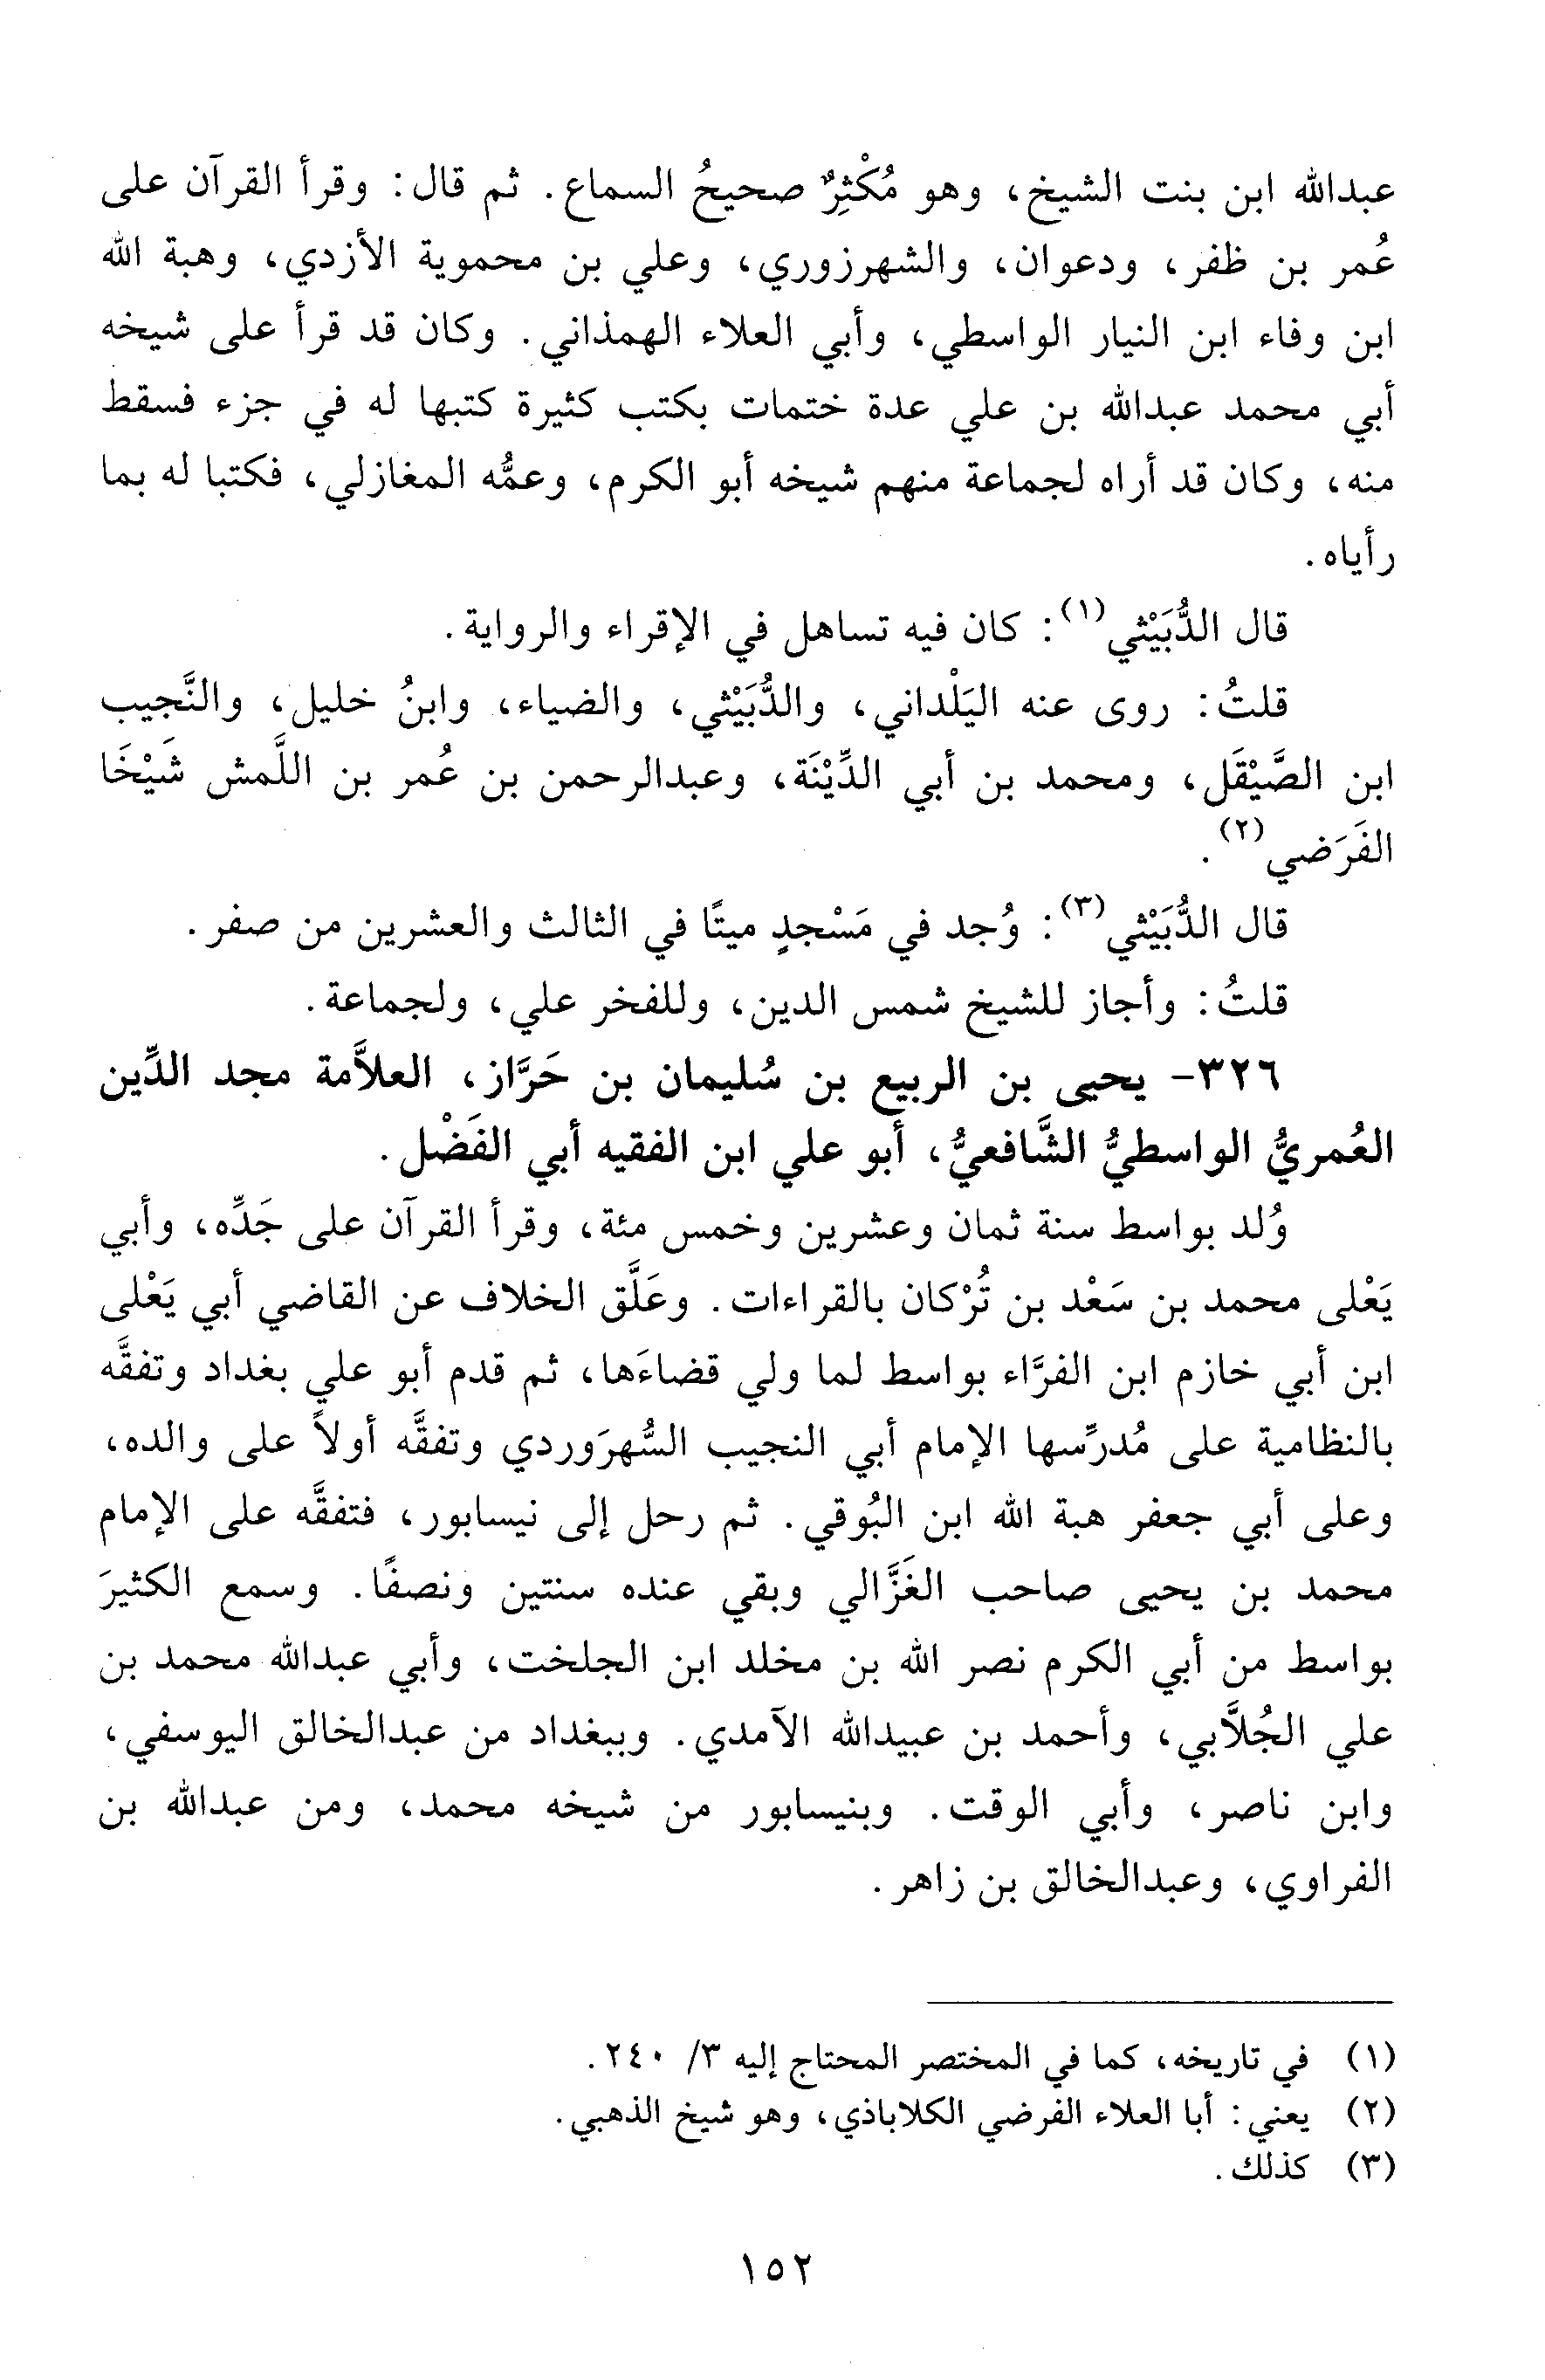 عبدالله ابن بنت الشيخ، وهو مُكْثِرٌ صحيحُ السماع. ثم قال: وقرأ القرآن على
عُمر بن ظفر، ودعوان، والشهرزوري، وعلي بن محموية الأزدي، وهبة الله
ابن وفاء ابن النيار الواسطي، وأبي العلاء الهمذاني. وكان قد قرأ على شيخه
أبي محمد عبدالله بن علي عدة ختمات بكتب كثيرة كتبها له في جزء فسقط
منه، وكان قد أراه لجماعة منهم شيخه أبو الكرم، وعمُّه المغازلي، فكتبا له بما
رأياه.
قال الدُّبَيْثي(١): كان فيه تساهل في الإقراء والرواية.
قلتُ: روى عنه اليَلْداني، والدُّبَيْثي، والضياء، وابنُ خليل، والنَّجيب
ابن الصَّيْقَل، ومحمد بن أبي الدِّيْنَة، وعبدالرحمن بن عُمر بن اللَّمش شَيْخَا
الفَرَضي(٢).
قال الدُّبَيْثي(٣): وُجد في مَسْجدٍ ميتًا في الثالث والعشرين من صفر.
قلتُ: وأجاز للشيخ شمس الدين، وللفخر علي، ولجماعة.
٣٢٦- يحيى بن الربيع بن سُليمان بن حَرَّاز، العلاَّمة مجد الدِّين
العُمريُّ الواسطيُّ الشَّافعيُّ، أبو علي ابن الفقيه أبي الفَضْل.
وُلد بواسط سنة ثمان وعشرين وخمس مئة، وقرأ القرآن على جَدِّه، وأبي
يَعْلى محمد بن سَعْد بن تُرْكان بالقراءات. وعَلَّق الخلاف عن القاضي أبي يَعْلى
ابن أبي خازم ابن الفرَّاء بواسط لما ولي قضاءَها، ثم قدم أبو علي بغداد وتفقَّه
بالنظامية على مُدرِّسها الإمام أبي النجيب السُّهرَوردي وتفقَّه أولاً على والده،
وعلى أبي جعفر هبة الله ابن البُوقي. ثم رحل إلى نيسابور، فتفقَّه على الإمام
محمد بن يحيى صاحب الغَزَّالي وبقي عنده سنتين ونصفًا. وسمع الكثيرَ
بواسط من أبي الكرم نصر الله بن مخلد ابن الجلخت، وأبي عبدالله محمد بن
علي الجُلاَّبي، وأحمد بن عبيدالله الآمدي. وببغداد من عبدالخالق اليوسفي،
وابن ناصر، وأبي الوقت. وبنيسابور من شيخه محمد، ومن عبدالله بن
الفراوي، وعبدالخالق بن زاهر.
(١) في تاريخه، كما في المختصر المحتاج إليه ٣/ ٢٤٠.
(٢) يعني: أبا العلاء الفرضي الكلاباذي، وهو شيخ الذهبي.
(٣) كذلك.
١٥٢